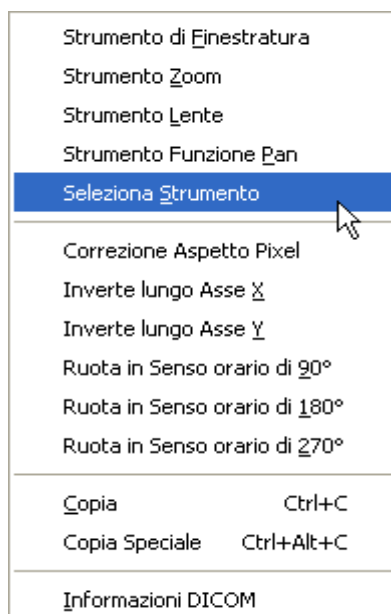 Strumento di Finestratura
Strumento Zoom
Strumento Lente
Strumento Funzione Pan
Seleziona Strumento
Correzione Aspetto Pixel
Inverte lungo Asse X
Inverte lungo Asse Y
Ruota in Senso orario di 90°
Ruota in Senso orario di 180°
Ruota in Senso orario di 270°
Copia Ctrl+C
Copia Speciale Ctrl+Alt+C
Informazioni DICOM